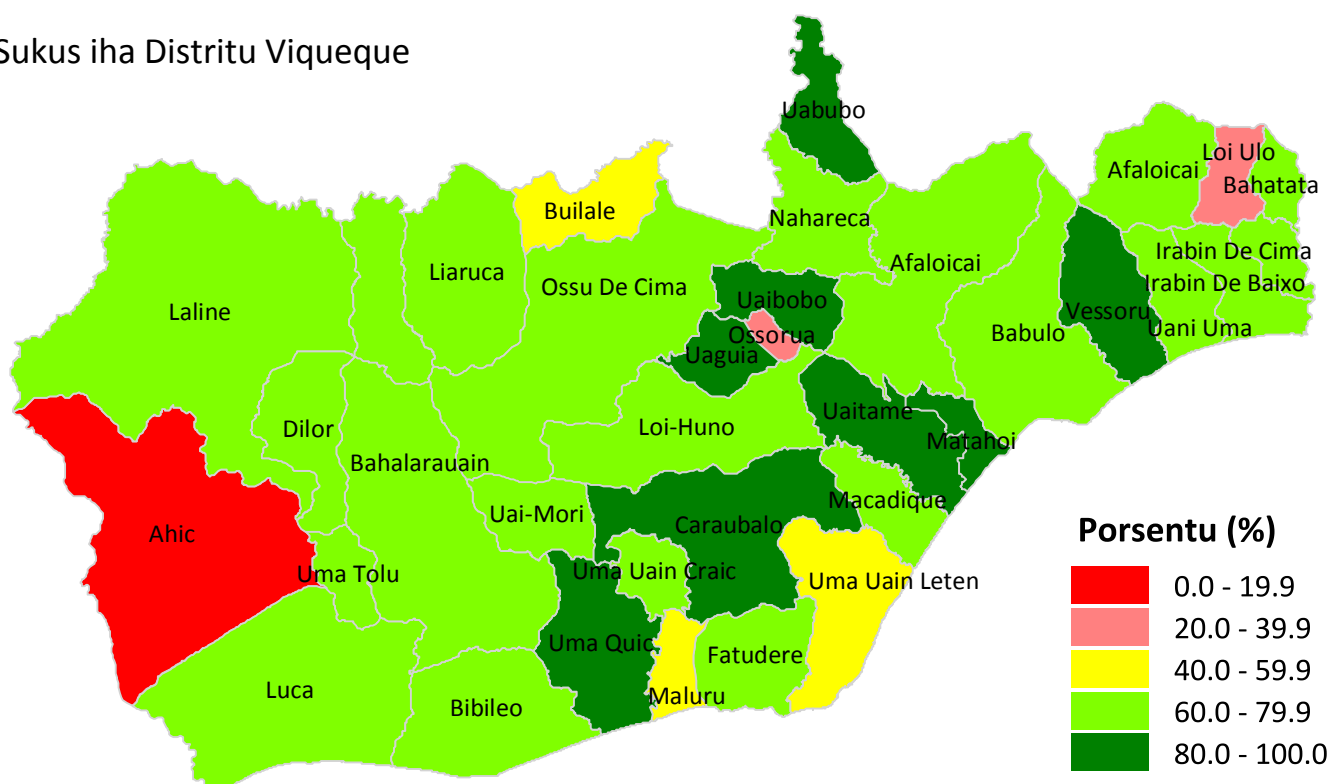 Sukus iha Distritu Viqueque
Uabubo
Loi Ulo
Afaloicai
Bahatata
Builale
Nahareca
Irabin De Cima
Liaruca
Afaloicai
Irabin De Baixo
Ossu De Cima
Uaibobo
Laline
Vessoru
Uani Uma
Babulo
Ossorua
Uaguia
Uaitame
Dilor
Loi-Huno
Matahoi
Bahalarauain
Macadique
Uai-Mori
Caraubalo
Ahic
Uma Tolu
Uma Uain Craic
Uma Uain Leten
Uma Quic
Fatudere
Luca
Maluru
Bibileo
Porsentu (%)
0.0 - 19.9
20.0 - 39.9
40.0 - 59.9
60.0 - 79.9
80.0 - 100.0